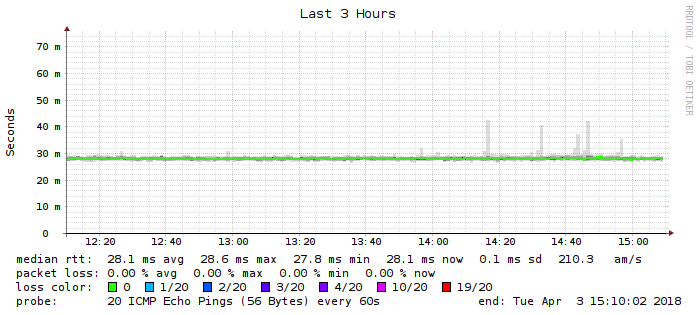 Last 3 Hours
RRDTOOL / TOBI OETIKER
Seconds
70 m
60 m
50 m
40 m
30 m
20 m
10 m
0
12:20 12:40 13:00 13:20 13:40 14:00 14:20 14:40 15:00
median rtt: 28.1 ms avg 28.6 ms max 27.8 ms min 28.1 ms now 0.1 ms sd 210.3 am/s
packet loss: 0.00 % avg 0.00 % max 0.00 % min 0.00 % now
loss color: 0 1/20 2/20 3/20 4/20 10/20 19/20
probe: 20 ICMP Echo Pings (56 Bytes) every 60s end: Tue Apr 3 15:10:02 2018